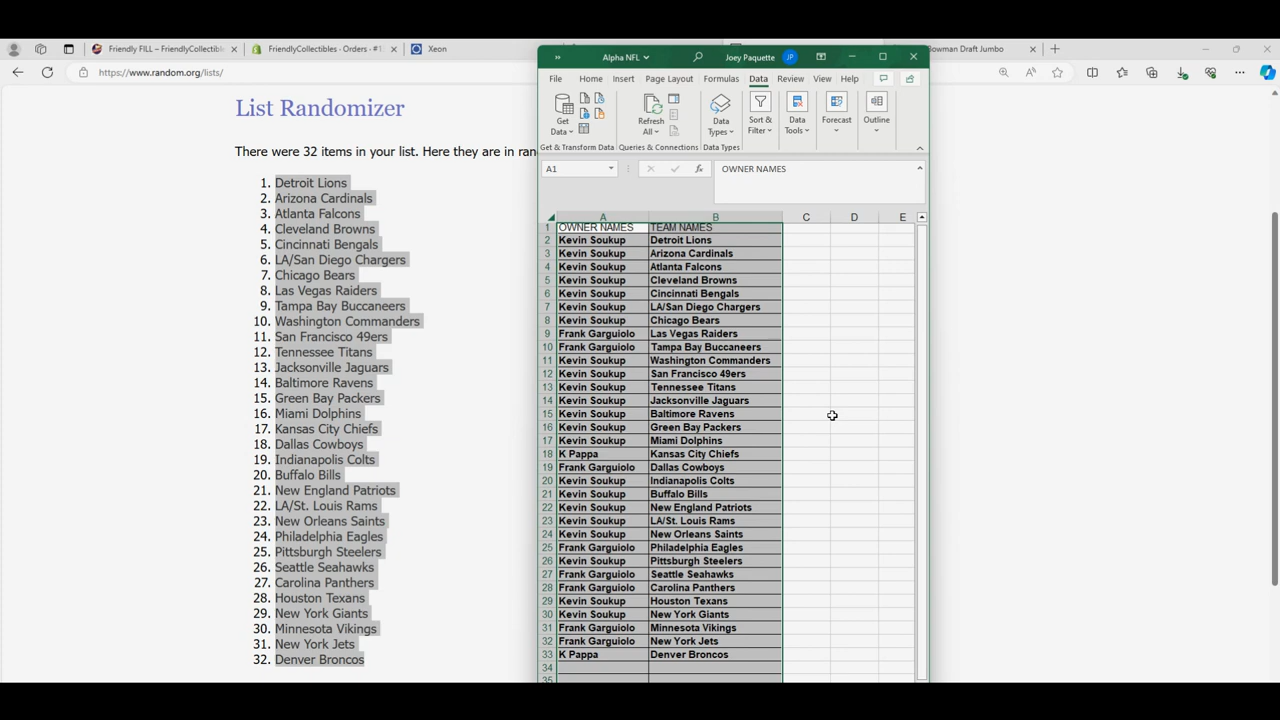 Friendly FILL – FriendlyCollectible
FriendlyCollectibles - Orders - #1
Xeon
Bowman Draft Jumbo
https://www.random.org/lists/
List Randomizer
There were 32 items in your list. Here they are in ran
1. Detroit Lions
2. Arizona Cardinals
3. Atlanta Falcons
4. Cleveland Browns
5. Cincinnati Bengals
6. LA/San Diego Chargers
7. Chicago Bears
8. Las Vegas Raiders
9. Tampa Bay Buccaneers
10. Washington Commanders
11. San Francisco 49ers
12. Tennessee Titans
13. Jacksonville Jaguars
14. Baltimore Ravens
15. Green Bay Packers
16. Miami Dolphins
17. Kansas City Chiefs
18. Dallas Cowboys
19. Indianapolis Colts
20. Buffalo Bills
21. New England Patriots
22. LA/St. Louis Rams
23. New Orleans Saints
24. Philadelphia Eagles
25. Pittsburgh Steelers
26. Seattle Seahawks
27. Carolina Panthers
28. Houston Texans
29. New York Giants
30. Minnesota Vikings
31. New York Jets
32. Denver Broncos
Alpha NFL
Joey Paquette JP
File Home Insert Page Layout Formulas Data Review View Help
Get Data
Refresh All
Data Types
Sort & Filter
Data Tools
Forecast
Outline
Get & Transform Data Queries & Connections Data Types
A1 fx OWNER NAMES
A B C D E
1 OWNER NAMES TEAM NAMES
2 Kevin Soukup Detroit Lions
3 Kevin Soukup Arizona Cardinals
4 Kevin Soukup Atlanta Falcons
5 Kevin Soukup Cleveland Browns
6 Kevin Soukup Cincinnati Bengals
7 Kevin Soukup LA/San Diego Chargers
8 Kevin Soukup Chicago Bears
9 Frank Garguiolo Las Vegas Raiders
10 Frank Garguiolo Tampa Bay Buccaneers
11 Kevin Soukup Washington Commanders
12 Kevin Soukup San Francisco 49ers
13 Kevin Soukup Tennessee Titans
14 Kevin Soukup Jacksonville Jaguars
15 Kevin Soukup Baltimore Ravens
16 Kevin Soukup Green Bay Packers
17 Kevin Soukup Miami Dolphins
18 K Pappa Kansas City Chiefs
19 Frank Garguiolo Dallas Cowboys
20 Kevin Soukup Indianapolis Colts
21 Kevin Soukup Buffalo Bills
22 Kevin Soukup New England Patriots
23 Kevin Soukup LA/St. Louis Rams
24 Kevin Soukup New Orleans Saints
25 Frank Garguiolo Philadelphia Eagles
26 Kevin Soukup Pittsburgh Steelers
27 Frank Garguiolo Seattle Seahawks
28 Frank Garguiolo Carolina Panthers
29 Kevin Soukup Houston Texans
30 Kevin Soukup New York Giants
31 Frank Garguiolo Minnesota Vikings
32 Frank Garguiolo New York Jets
33 K Pappa Denver Broncos
34
35